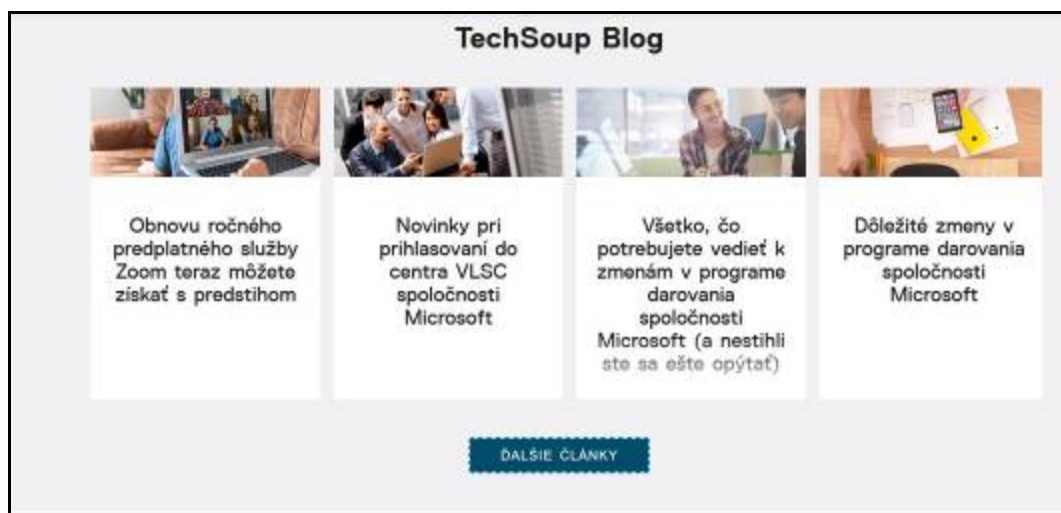 TechSoup Blog
Obnovu ročného
predplatného služby
Zoom teraz môžete
získať s predstihom
Novinky pri
prihlasovaní do
centra VLSC
spoločnosti
Microsoft
Všetko, čo
potrebujete vedieť k
zmenám v programe
darovania
spoločnosti
Microsoft (a nestihli
ste sa ešte opýtať)
Dôležité zmeny v
programe darovania
spoločnosti
Microsoft
ĎALŠIE ČLÁNKY